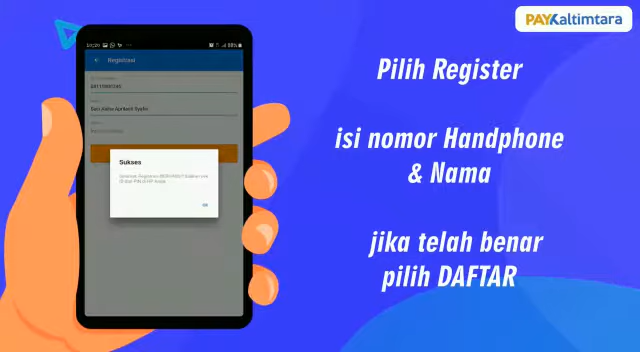 PAYKaltimtara
Registrasi
Sukses
OK
Pilih Register
isi nomor Handphone
& Nama
jika telah benar
pilih DAFTAR